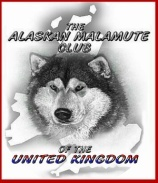 THE
ALASKAN MALAMUTE
CLUB
OF THE
UNITED KINGDOM